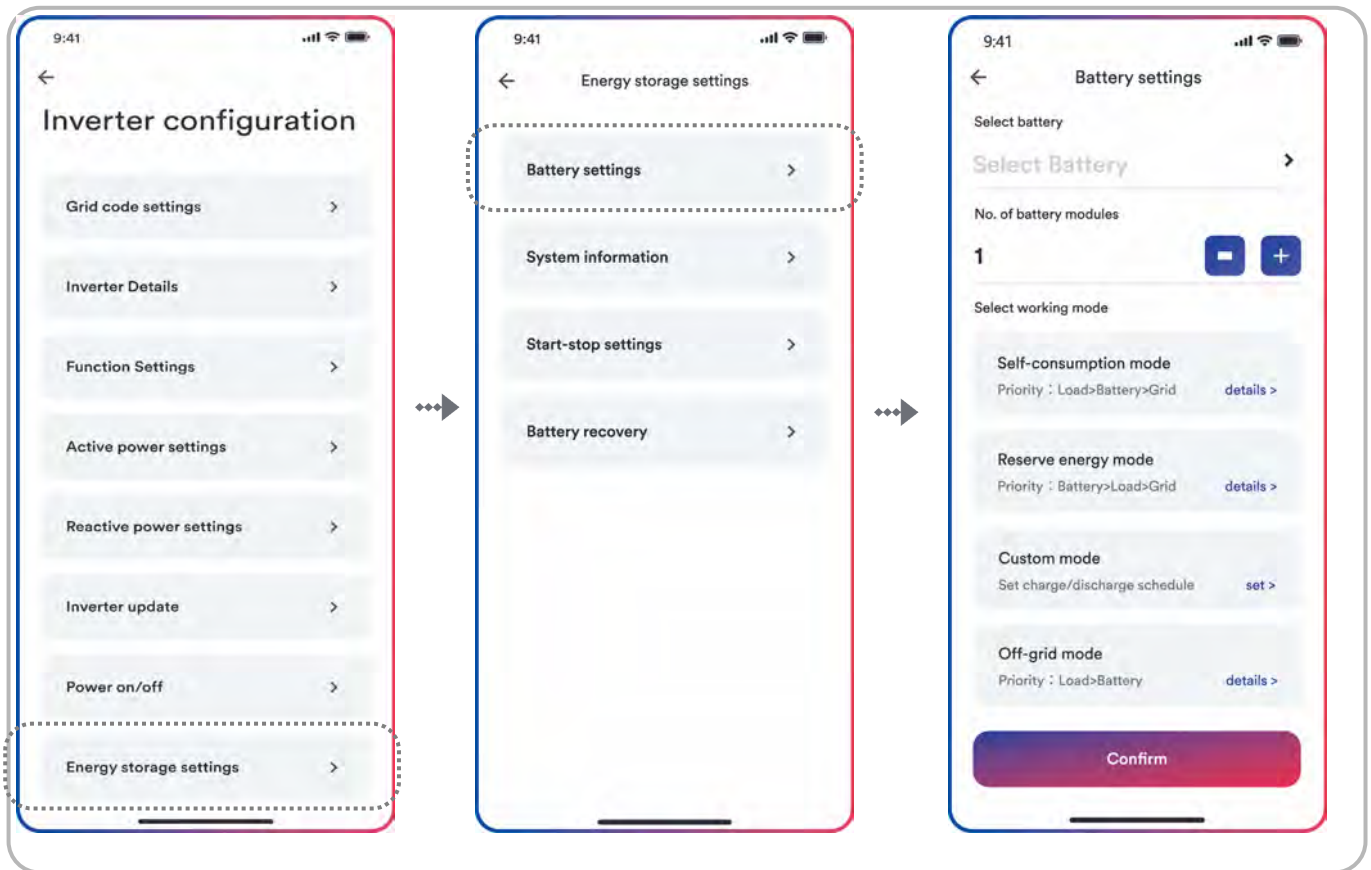 9:41
Inverter configuration
Grid code settings
Inverter Details
Function Settings
Active power settings
Reactive power settings
Inverter update
Power on/off
Energy storage settings
9:41
Energy storage settings
Battery settings
System information
Start-stop settings
Battery recovery
9:41
Battery settings
Select battery
Select Battery
No. of battery modules
1
Select working mode
Self-consumption mode
Priority：Load>Battery>Grid details >
Reserve energy mode
Priority：Battery>Load>Grid details >
Custom mode
Set charge/discharge schedule set >
Off-grid mode
Priority：Load>Battery details >
Confirm